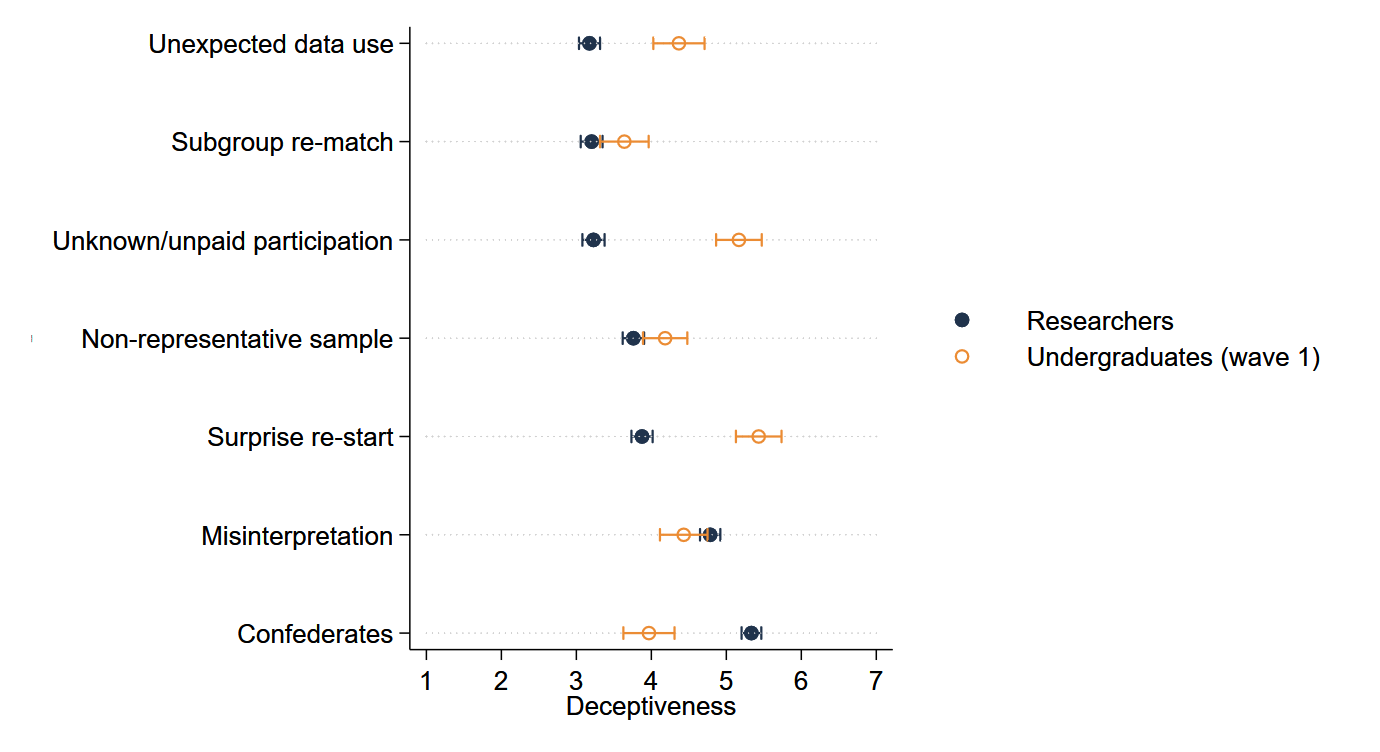 Unexpected data use
Subgroup re-match
Unknown/unpaid participation
Non-representative sample
Surprise re-start
Misinterpretation
Confederates
1 2 3 4 5 6 7
Deceptiveness
Researchers
Undergraduates (wave 1)